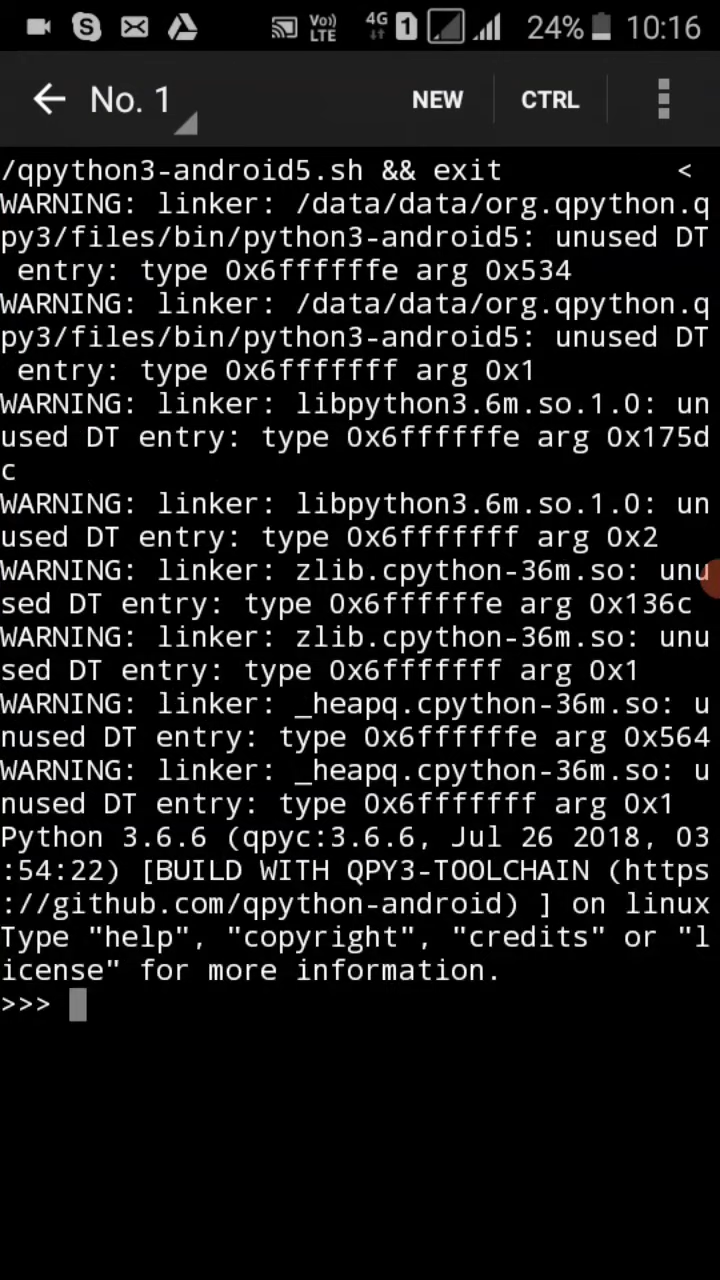 Vo))
LTE
4G
1
24%
10:16
No. 1
NEW
CTRL
/qpython3-android5.sh && exit <
WARNING: linker: /data/data/org.qpython.q
py3/files/bin/python3-android5: unused DT
entry: type 0x6ffffffe arg 0x534
WARNING: linker: /data/data/org.qpython.q
py3/files/bin/python3-android5: unused DT
entry: type 0x6fffffff arg 0x1
WARNING: linker: libpython3.6m.so.1.0: un
used DT entry: type 0x6ffffffe arg 0x175d
c
WARNING: linker: libpython3.6m.so.1.0: un
used DT entry: type 0x6fffffff arg 0x2
WARNING: linker: zlib.cpython-36m.so: unu
sed DT entry: type 0x6ffffffe arg 0x136c
WARNING: linker: zlib.cpython-36m.so: unu
sed DT entry: type 0x6fffffff arg 0x1
WARNING: linker: _heapq.cpython-36m.so: u
nused DT entry: type 0x6ffffffe arg 0x564
WARNING: linker: _heapq.cpython-36m.so: u
nused DT entry: type 0x6fffffff arg 0x1
Python 3.6.6 (qpyc:3.6.6, Jul 26 2018, 03
:54:22) [BUILD WITH QPY3-TOOLCHAIN (https
://github.com/qpython-android) ] on linux
Type "help", "copyright", "credits" or "l
icense" for more information.
>>>